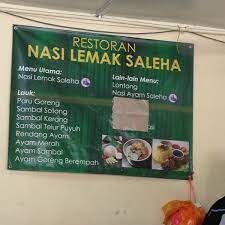 RESTORAN
NASI LEMAK SALEHA
Menu Utama:
Nasi Lemak Saleha
Lauk:
Paru Goreng
Sambal Sotong
Sambal Kerang
Sambal Telur Puyuh
Rendang Ayam
Ayam Merah
Ayam Sambal
Ayam Goreng Berempah
Lain-lain Menu:
Lontong
Nasi Ayam Saleha